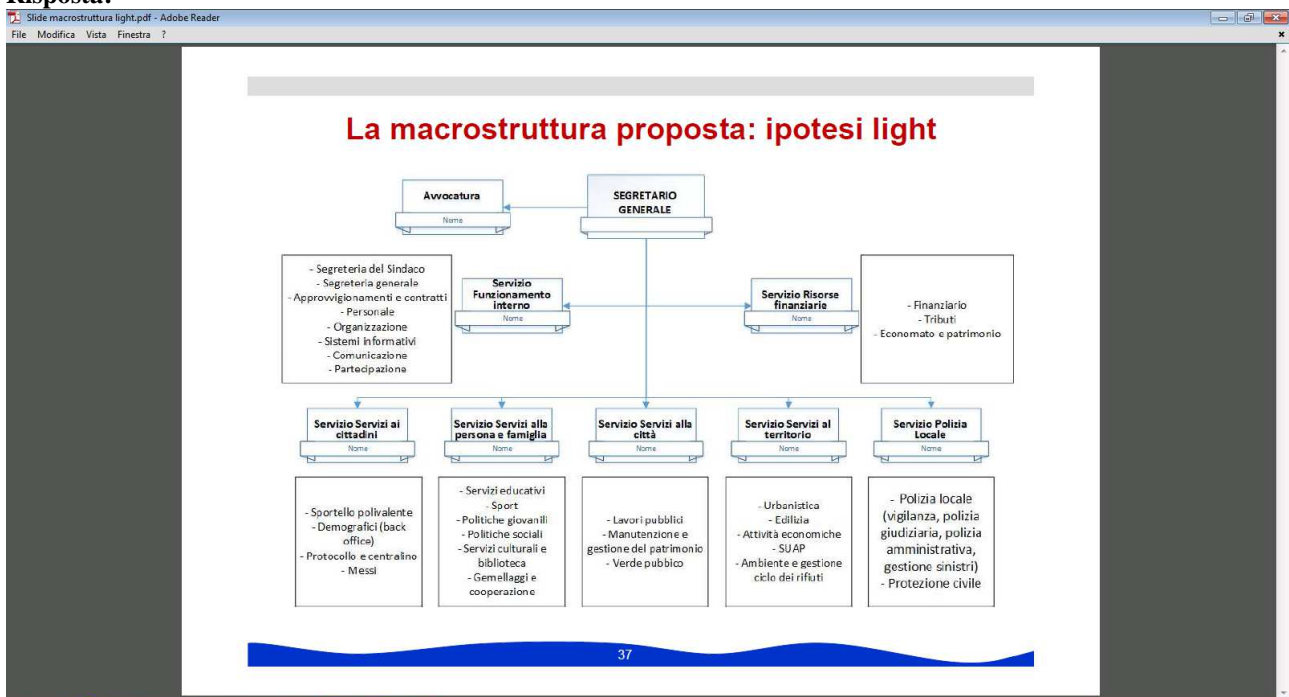 Risposta:
Slide macrostruttura light.pdf - Adobe Reader
File Modifica Vista Finestra ?
La macrostruttura proposta: ipotesi light
Avvocatura
Nome
SEGRETARIO
GENERALE
- Segreteria del Sindaco
- Segreteria generale
- Approvvigionamenti e contratti
- Personale
- Organizzazione
- Sistemi informativi
- Comunicazione
- Partecipazione
Servizio
Funzionamento
interno
Nome
Servizio Risorse
finanziarie
Nome
- Finanziario
- Tributi
- Economato e patrimonio
Servizio Servizi ai
cittadini
Nome
Servizio Servizi alla
persona e famiglia
Nome
Servizio Servizi alla
città
Nome
Servizio Servizi al
territorio
Nome
Servizio Polizia
Locale
Nome
- Sportello polivalente
- Demografici (back
office)
- Protocollo e centralino
- Messi
- Servizi educativi
- Sport
- Politiche giovanili
- Politiche sociali
- Servizi culturali e
biblioteca
- Gemellaggi e
cooperazione
- Lavori pubblici
- Manutenzione e
gestione del patrimonio
- Verde pubbico
- Urbanistica
- Edilizia
- Attività economiche
- SUAP
- Ambiente e gestione
ciclo dei rifiuti
- Polizia locale
(vigilanza, polizia
giudiziaria, polizia
amministrativa,
gestione sinistri)
- Protezione civile
37